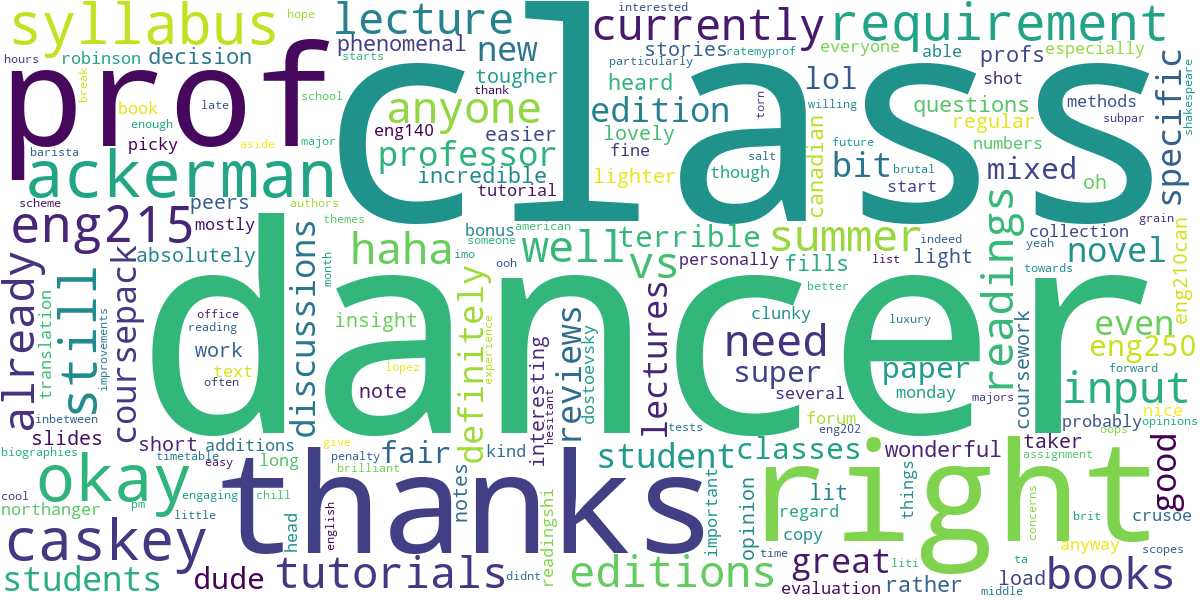 syllabus
robinson
decision
hours
starts
hope
lecture
phenomenal
new
tougher
thank
currently
interested
stories
ratemyprof
particularly
heard
requirement
everyone
able
profs
especially
prof
class
break
book
late
school
enough
tutorial
picky
barista
major
aside
anyone
eng140
easier
professor
incredible
edition
lovely
fine
lighter
though
shot
torn
salt
lol
willing
canadian
bit
future
brutal
start
questions
regular
numbers
methods
subpar
mixed
oh
specific
shakespeare
ackerman
scheme
authors
peers
mostly
eng215
absolutely
themes
haha
bonus
american
someone
imo
ooh
well
vs
terrible
personally
fills
summer
light
indeed
list
better
collection
yeah
towards
grain
novel
readings
eng210can
already
still
translation
improvements
coursepack
office
reading
work
text
often
discussions
month
insight
lopez
note
definitely
experience
interesting
hesitant
reviews
dostoevsky
lectures
dancer
clunky
need
super
several
luxury
paper
monday
majors
coursework
forward
even
eng250
input
nice
probably
opinions
oops
inbetween
slides
biographies
short
timetable
additions
long
easy
give
penalty
brilliant
fair
kind
tests
student
classes
forum
eng202
wonderful
taker
assignment
good
okay
thanks
right
cool
northanger
pm
engaging
little
chill
head
english
notes
readingshi
important
opinion
lit
regard
copy
things
time
concerns
brit
crusoe
anyway
scopes
caskey
students
dude
tutorials
didnt
editions
great
evaluation
liti
rather
middle
load
ta
books